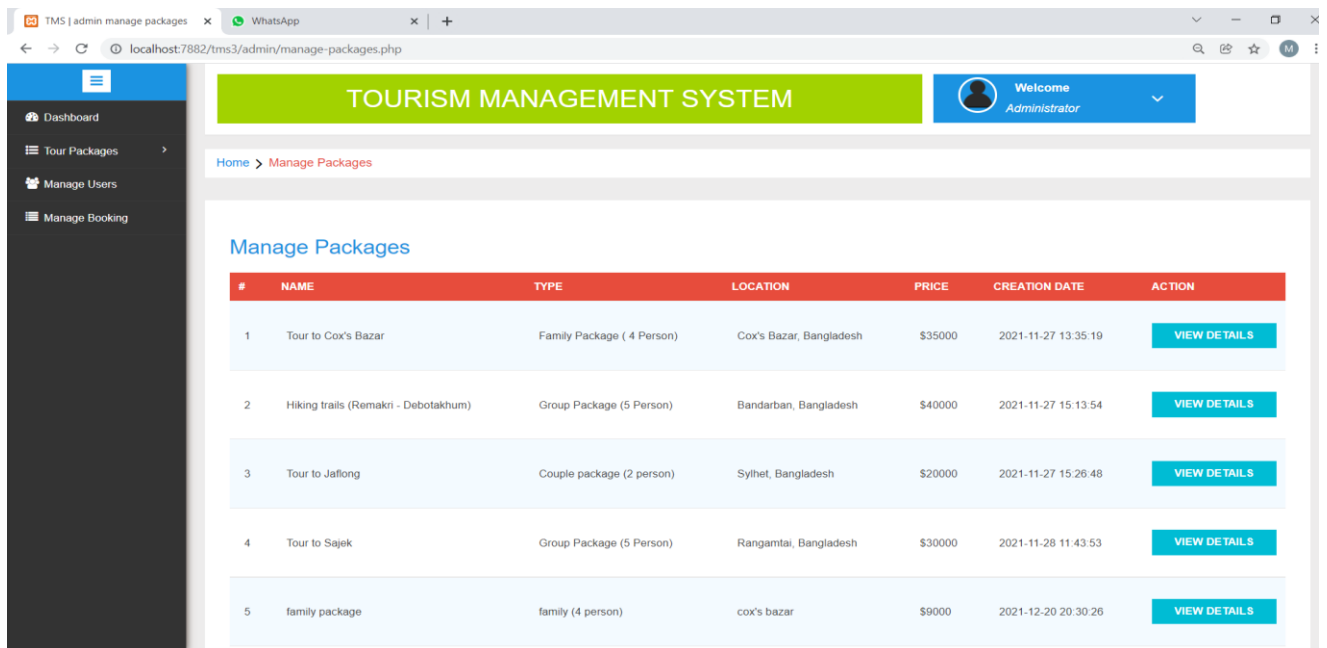 TMS | admin manage packages
WhatsApp
localhost:7882/tms3/admin/manage-packages.php
M
TOURISM MANAGEMENT SYSTEM
Welcome
Administrator
Dashboard
Tour Packages
Manage Users
Manage Booking
Home > Manage Packages
Manage Packages
# NAME TYPE LOCATION PRICE CREATION DATE ACTION
1 Tour to Cox's Bazar Family Package ( 4 Person) Cox's Bazar, Bangladesh $35000 2021-11-27 13:35:19 VIEW DETAILS
2 Hiking trails (Remakri - Debotakhum) Group Package (5 Person) Bandarban, Bangladesh $40000 2021-11-27 15:13:54 VIEW DETAILS
3 Tour to Jaflong Couple package (2 person) Sylhet, Bangladesh $20000 2021-11-27 15:26:48 VIEW DETAILS
4 Tour to Sajek Group Package (5 Person) Rangamtai, Bangladesh $30000 2021-11-28 11:43:53 VIEW DETAILS
5 family package family (4 person) cox's bazar $9000 2021-12-20 20:30:26 VIEW DETAILS